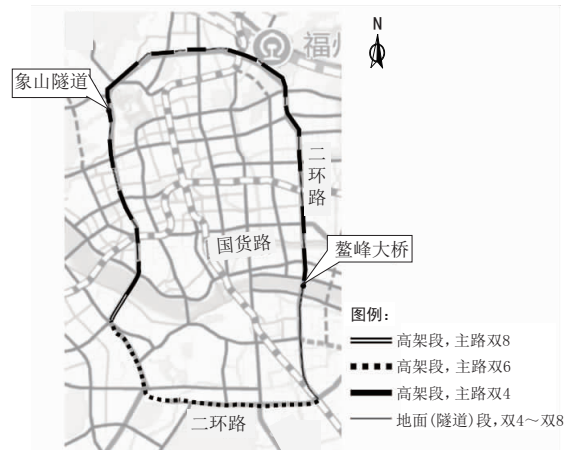 N
福州
象山隧道
二环路
国货路
鳌峰大桥
图例：
高架段，主路双8
高架段，主路双6
高架段，主路双4
地面(隧道)段，双4～双8
二环路